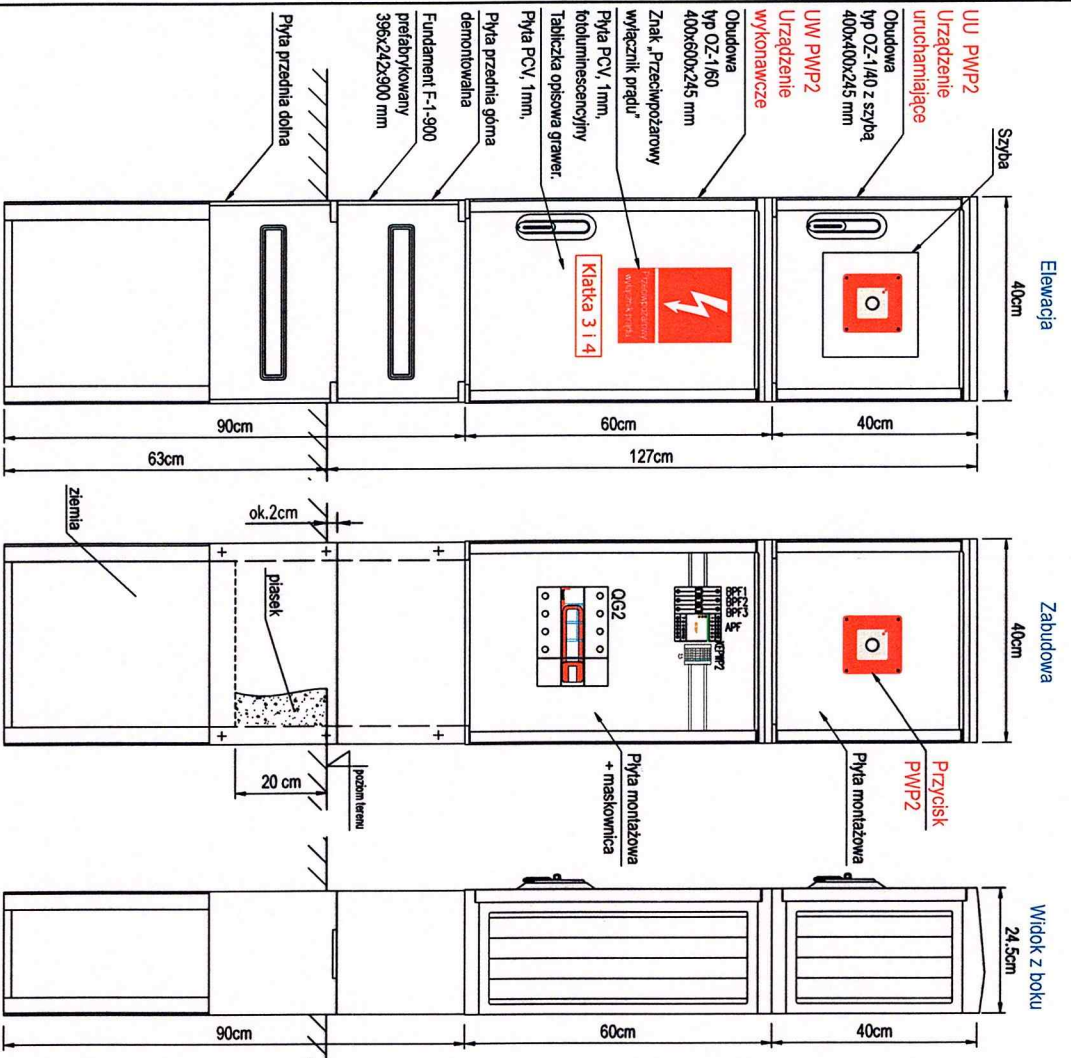 Elewacja
40cm
UU PWP2
Urządzenie
uruchamiające
Obudowa
typ OZ-1/40 z szybą
400x400x245 mm
Szyba
UW PWP2
Urządzenie
wykonawcze
Obudowa
typ OZ-1/60
400x600x245 mm
Znak „Przeciwpożarowy
wyłącznik prądu"
Płyta PCV, 1mm,
fotoluminescencyjny
Tabliczka opisowa grawer.
Płyta PCV, 1mm,
Płyta przednia górna
demontowalna
Fundament F-1-900
prefabrykowany
396x242x900 mm
Płyta przednia dolna
Przeciwpożarowy
wyłącznik prądu
Klatka 3 i 4
40cm
60cm
90cm
127cm
63cm
Zabudowa
40cm
Przycisk
PWP2
Płyta montażowa
BPF1
BPF2
BPF3
APF
QG2
Płyta montażowa
+ maskownica
ok.2cm
poziom terenu
piasek
20 cm
ziemia
Widok z boku
24.5cm
40cm
60cm
90cm